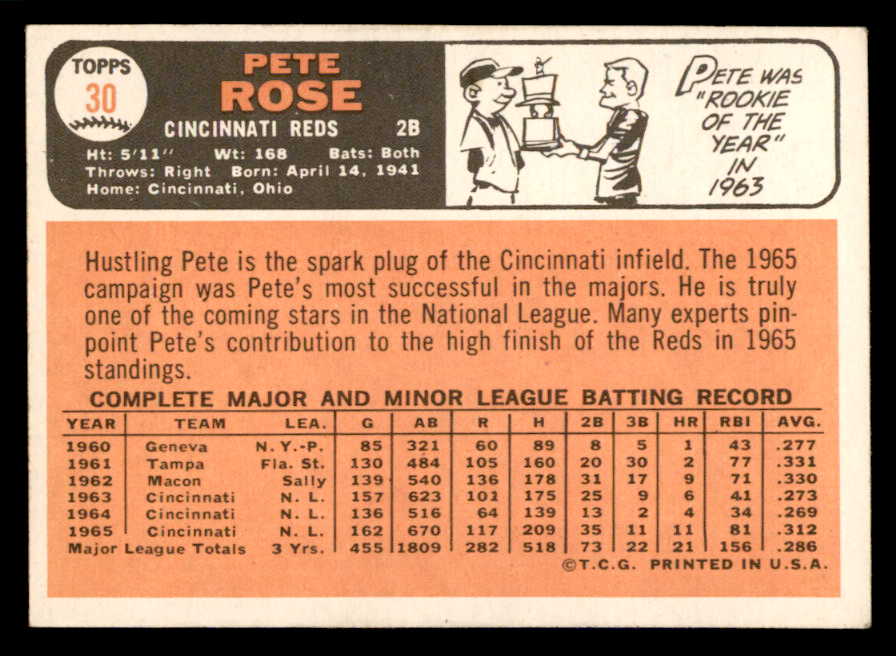 TOPPS
30
PETE
ROSE
CINCINNATI REDS 2B
Ht: 5'11" Wt: 168 Bats: Both
Throws: Right Born: April 14, 1941
Home: Cincinnati, Ohio
PETE WAS
"ROOKIE
OF THE
YEAR"
IN
1963
Hustling Pete is the spark plug of the Cincinnati infield. The 1965
campaign was Pete's most successful in the majors. He is truly
one of the coming stars in the National League. Many experts pin-
point Pete's contribution to the high finish of the Reds in 1965
standings.
COMPLETE MAJOR AND MINOR LEAGUE BATTING RECORD
YEAR TEAM LEA. G AB R H 2B 3B HR RBI AVG.
1960 Geneva N.Y.-P. 85 321 60 89 8 5 1 43 .277
1961 Tampa Fla. St. 130 484 105 160 20 30 2 77 .331
1962 Macon Sally 139 540 136 178 31 17 9 71 .330
1963 Cincinnati N. L. 157 623 101 175 25 9 6 41 .273
1964 Cincinnati N. L. 136 516 64 139 13 2 4 34 .269
1965 Cincinnati N. L. 162 670 117 209 35 11 11 81 .312
Major League Totals 3 Yrs. 455 1809 282 518 73 22 21 156 .286
©T.C.G. PRINTED IN U.S.A.